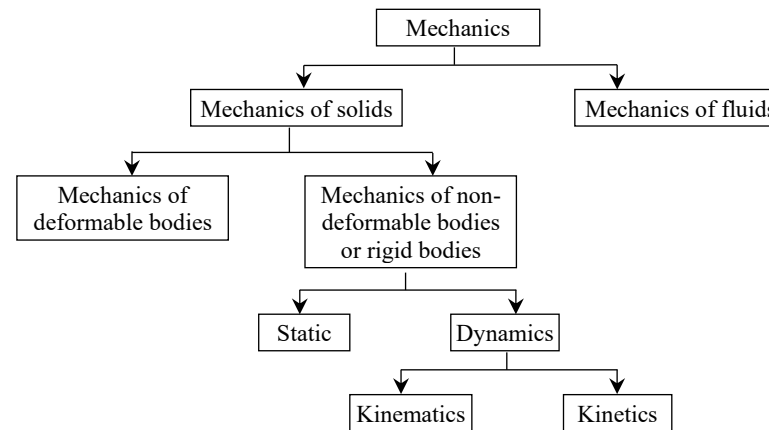 Mechanics
Mechanics of solids
Mechanics of fluids
Mechanics of
deformable bodies
Mechanics of non-
deformable bodies
or rigid bodies
Static
Dynamics
Kinematics
Kinetics